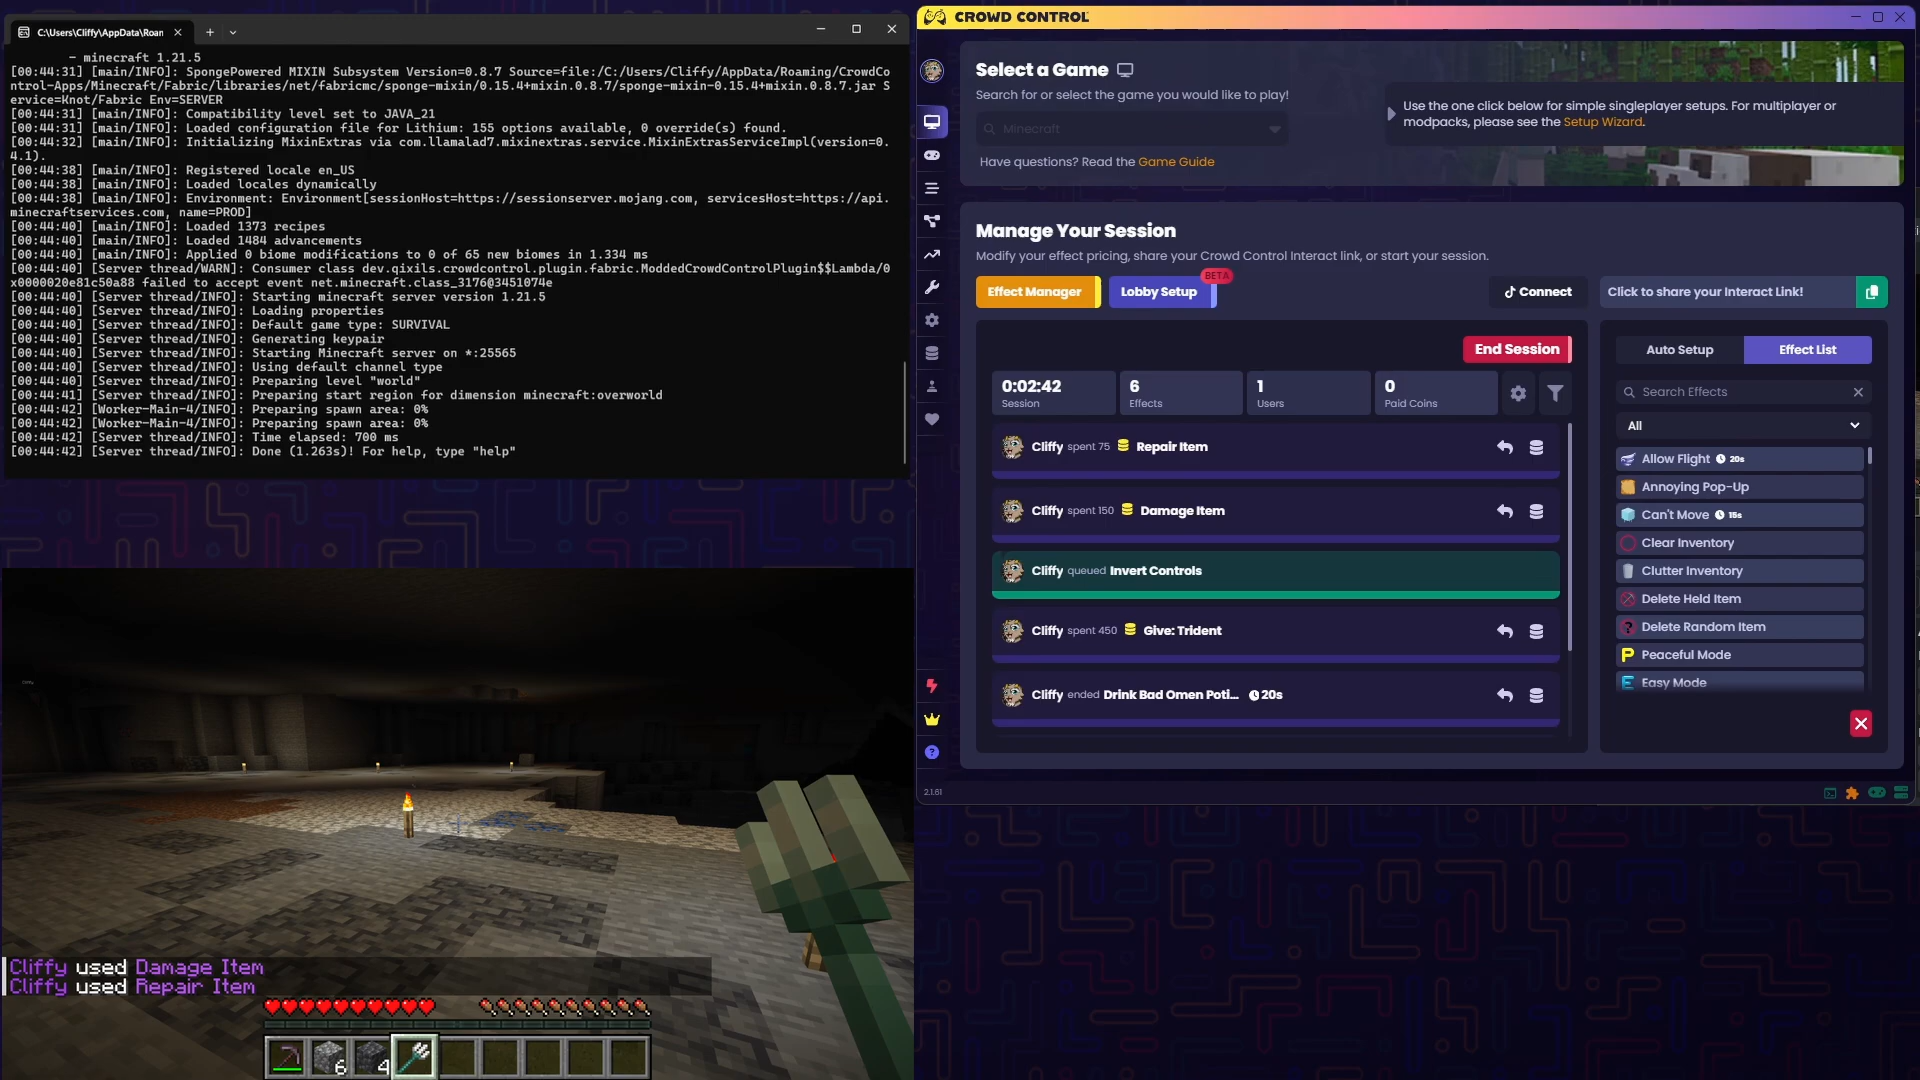 C:\Users\Cliffy\AppData\Roan
- minecraft 1.21.5
[00:44:31] [main/INFO]: SpongePowered MIXIN Subsystem Version=0.8.7 Source=file:/C:/Users/Cliffy/AppData/Roaming/CrowdCo
ntrol-Apps/Minecraft/Fabric/libraries/net/fabricmc/sponge-mixin/0.15.4+mixin.0.8.7/sponge-mixin-0.15.4+mixin.0.8.7.jar S
ervice=Knot/Fabric Env=SERVER
[00:44:31] [main/INFO]: Compatibility level set to JAVA_21
[00:44:31] [main/INFO]: Loaded configuration file for Lithium: 155 options available, 0 override(s) found.
[00:44:32] [main/INFO]: Initializing MixinExtras via com.llamalad7.mixinextras.service.MixinExtrasServiceImpl(version=0.
4.1).
[00:44:38] [main/INFO]: Registered locale en_US
[00:44:38] [main/INFO]: Loaded locales dynamically
[00:44:38] [main/INFO]: Environment: Environment[sessionHost=https://sessionserver.mojang.com, servicesHost=https://api.
minecraftservices.com, name=PROD]
[00:44:40] [main/INFO]: Loaded 1373 recipes
[00:44:40] [main/INFO]: Loaded 1484 advancements
[00:44:40] [main/INFO]: Applied 0 biome modifications to 0 of 65 new biomes in 1.334 ms
[00:44:40] [Server thread/WARN]: Consumer class dev.qixils.crowdcontrol.plugin.fabric.ModdedCrowdControlPlugin$$Lambda/0
x0000020e81c50a88 failed to accept event net.minecraft.class_3176@3451074e
[00:44:40] [Server thread/INFO]: Starting minecraft server version 1.21.5
[00:44:40] [Server thread/INFO]: Loading properties
[00:44:40] [Server thread/INFO]: Default game type: SURVIVAL
[00:44:40] [Server thread/INFO]: Generating keypair
[00:44:40] [Server thread/INFO]: Starting Minecraft server on *:25565
[00:44:40] [Server thread/INFO]: Using default channel type
[00:44:40] [Server thread/INFO]: Preparing level "world"
[00:44:41] [Server thread/INFO]: Preparing start region for dimension minecraft:overworld
[00:44:42] [Worker-Main-4/INFO]: Preparing spawn area: 0%
[00:44:42] [Worker-Main-4/INFO]: Preparing spawn area: 0%
[00:44:42] [Server thread/INFO]: Time elapsed: 700 ms
[00:44:42] [Server thread/INFO]: Done (1.263s)! For help, type "help"
Cliffy used Damage Item
Cliffy used Repair Item
6
4
CROWD CONTROL
Select a Game
Search for or select the game you would like to play!
Minecraft
Have questions? Read the Game Guide
Use the one click below for simple singleplayer setups. For multiplayer or
modpacks, please see the Setup Wizard.
Manage Your Session
Modify your effect pricing, share your Crowd Control Interact link, or start your session.
Effect Manager
Lobby Setup
BETA
Connect
Click to share your Interact Link!
End Session
0:02:42
Session
6
Effects
1
Users
0
Paid Coins
Cliffy spent 75 Repair Item
Cliffy spent 150 Damage Item
Cliffy queued Invert Controls
Cliffy spent 450 Give: Trident
Cliffy ended Drink Bad Omen Poti... 20s
Auto Setup
Effect List
Search Effects
All
Allow Flight 20s
Annoying Pop-Up
Can't Move 15s
Clear Inventory
Clutter Inventory
Delete Held Item
Delete Random Item
Peaceful Mode
Easy Mode
2.1.61